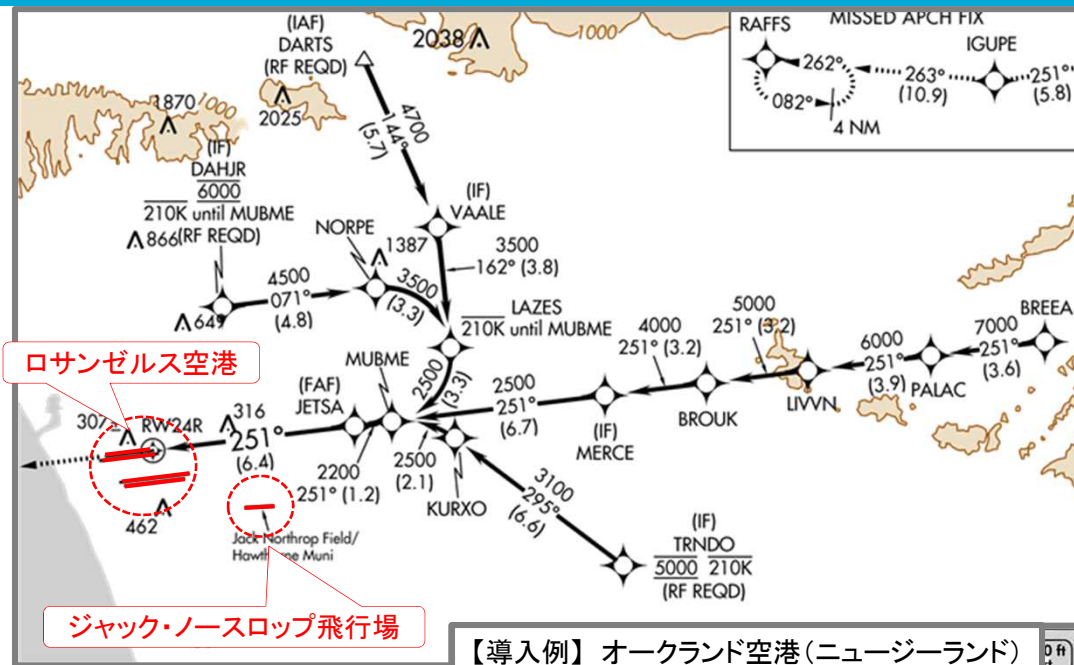 (IAF)
DARTS
(RF REQD)
2038
1000
1870
1000
2025
4700
144°
(5.7)
MISSED APCH FIX
RAFFS
IGUPE
262°
263°
(10.9)
251°
(5.8)
082°
4 NM
(IF)
DAHJR
6000
210K until MUBME
(RF REQD)
866
649
4500
071°
(4.8)
NORPE
1387
3500
(3.3)
(IF)
VAALE
3500
162° (3.8)
LAZES
210K until MUBME
2500
(3.3)
MUBME
(FAF)
JETSA
2200
251° (1.2)
2500
(2.1)
KURXO
2500
251°
(6.7)
(IF)
MERCE
4000
251° (3.2)
BROUK
5000
251° (3.2)
LIVVN
6000
251°
(3.9)
PALAC
7000
251°
(3.6)
BREEA
3100
295°
(6.6)
(IF)
TRNDO
5000 210K
(RF REQD)
ロサンゼルス空港
307
RW24R
316
251°
(6.4)
462
Jack Northrop Field/
Hawthorne Muni
ジャック・ノースロップ飛行場
【導入例】 オークランド空港(ニュージーランド)